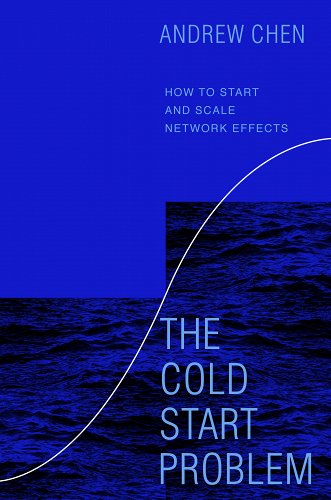 ANDREW CHEN
HOW TO START
AND SCALE
NETWORK EFFECTS
THE
COLD
START
PROBLEM